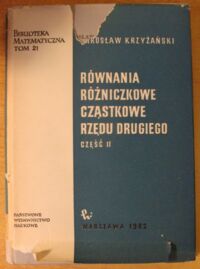 BIBLIOTEKA
MATEMATYCZNA
TOM 21
MIROSŁAW KRZYŻAŃSKI
RÓWNANIA
RÓŻNICZKOWE
CZĄSTKOWE
RZĘDU DRUGIEGO
CZĘŚĆ II
PAŃSTWOWE
WYDAWNICTWO
NAUKOWE
WARSZAWA 1962